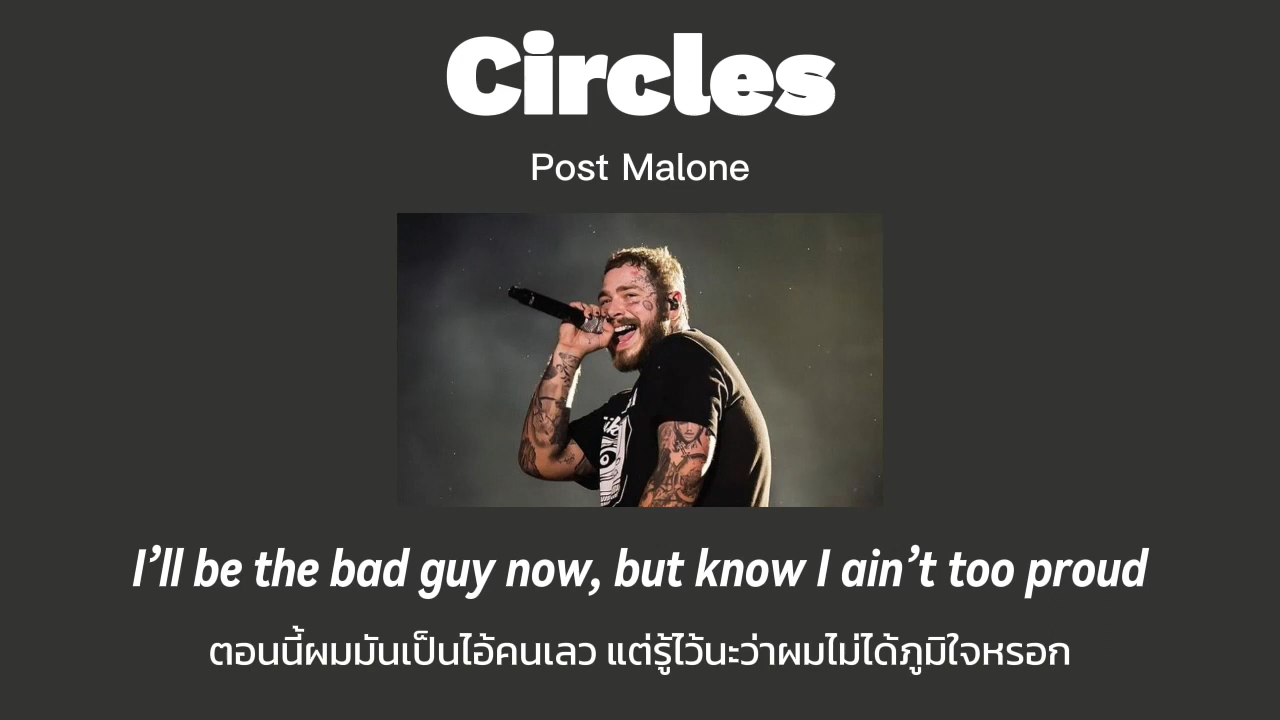 Circles
Post Malone
I’ll be the bad guy now, but know I ain’t too proud
ตอนนี้ผมมันเป็นไอ้คนเลว แต่รู้ไว้นะว่าผมไม่ได้ภูมิใจหรอก